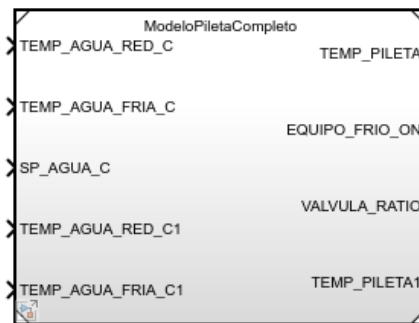 ModeloPiletaCompleto
TEMP_AGUA_RED_C
TEMP_PILETA
TEMP_AGUA_FRIA_C
EQUIPO_FRIO_ON
SP_AGUA_C
VALVULA_RATIO
TEMP_AGUA_RED_C1
TEMP_PILETA1
TEMP_AGUA_FRIA_C1